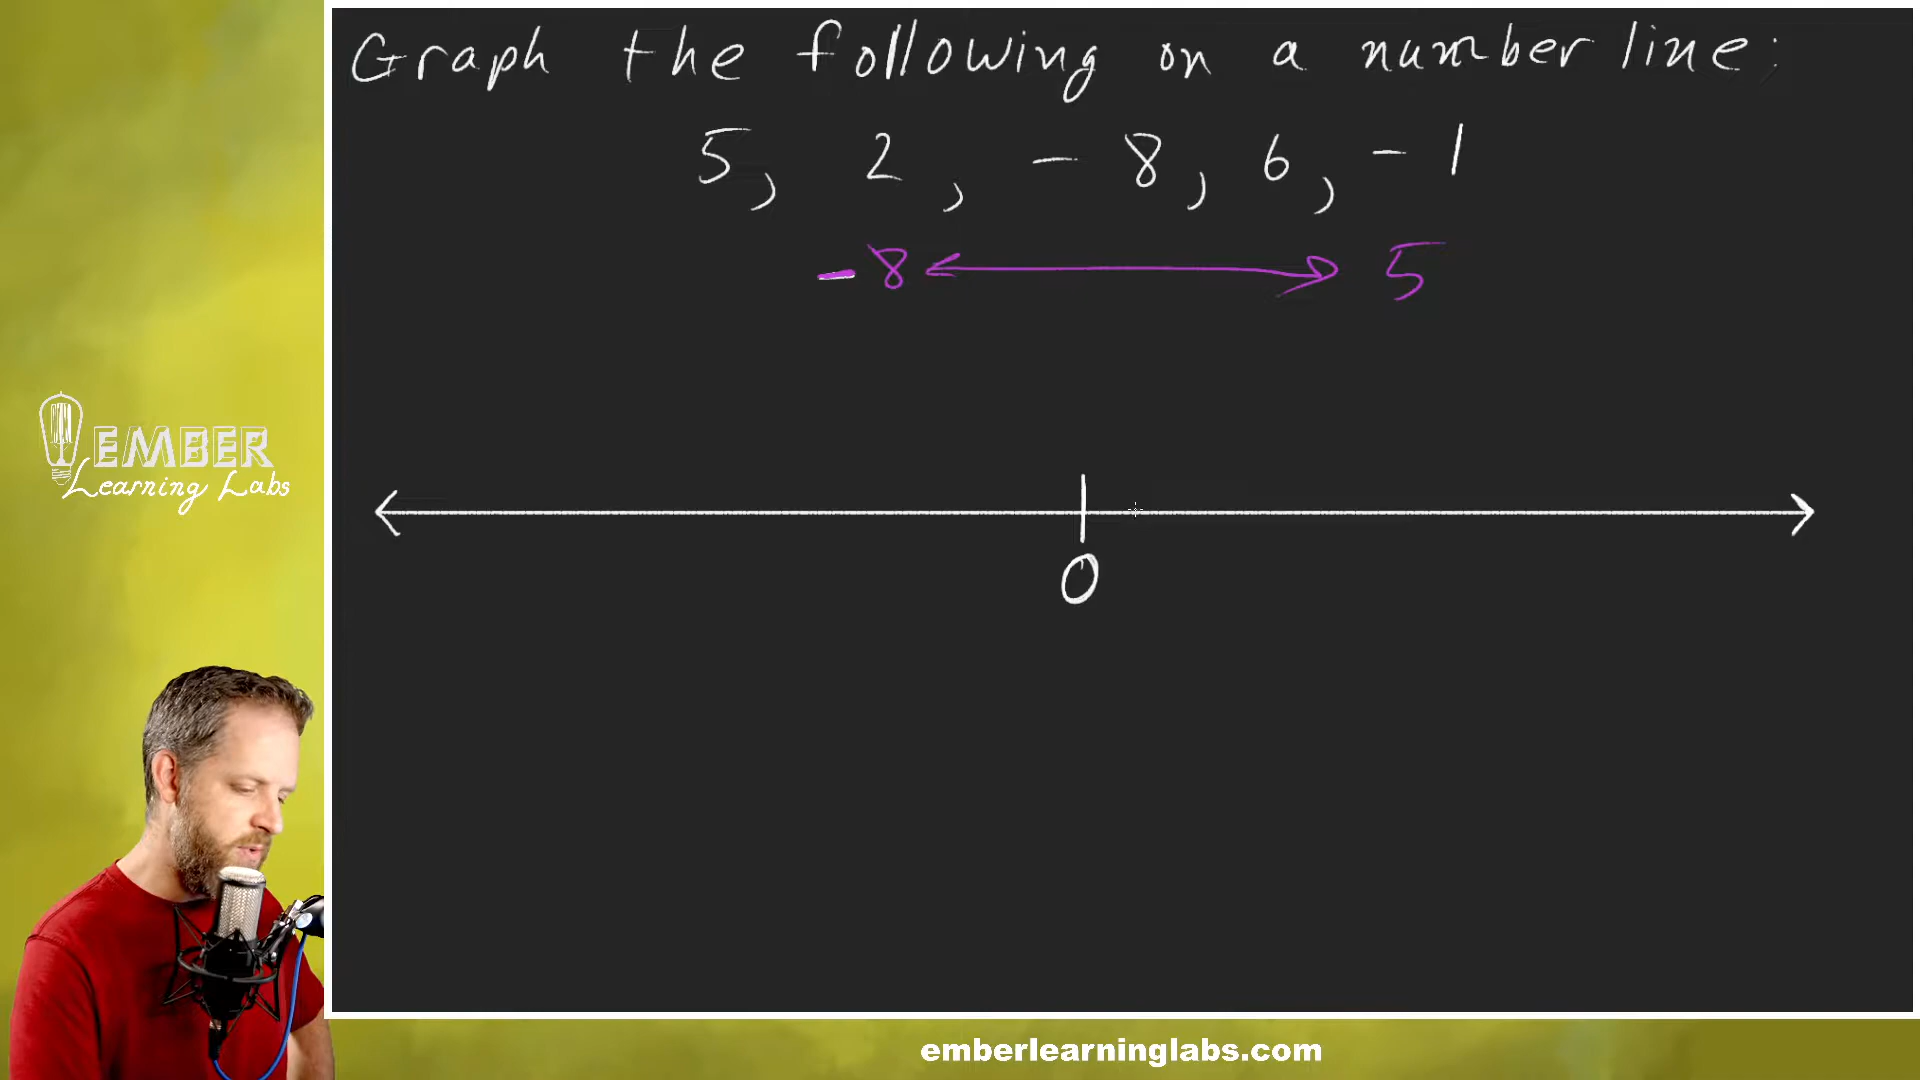 Graph the following on a number line:
5, 2, -8, 6, -1
-8 5
EMBER
Learning Labs
0
emberlearninglabs.com